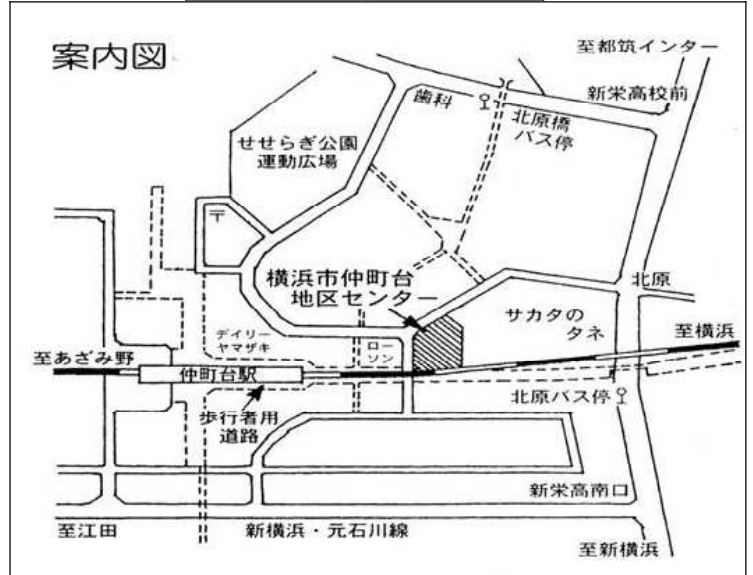 案内図
至都筑インター
新栄高校前
歯科
北原橋
バス停
せせらぎ公園
運動広場
〒
横浜市仲町台
地区センター
北原
サカタの
タネ
至横浜
デイリー
ヤマザキ
ロー
ソン
至あざみ野
仲町台駅
北原バス停
歩行者用
道路
新栄高南口
至江田
新横浜・元石川線
至新横浜